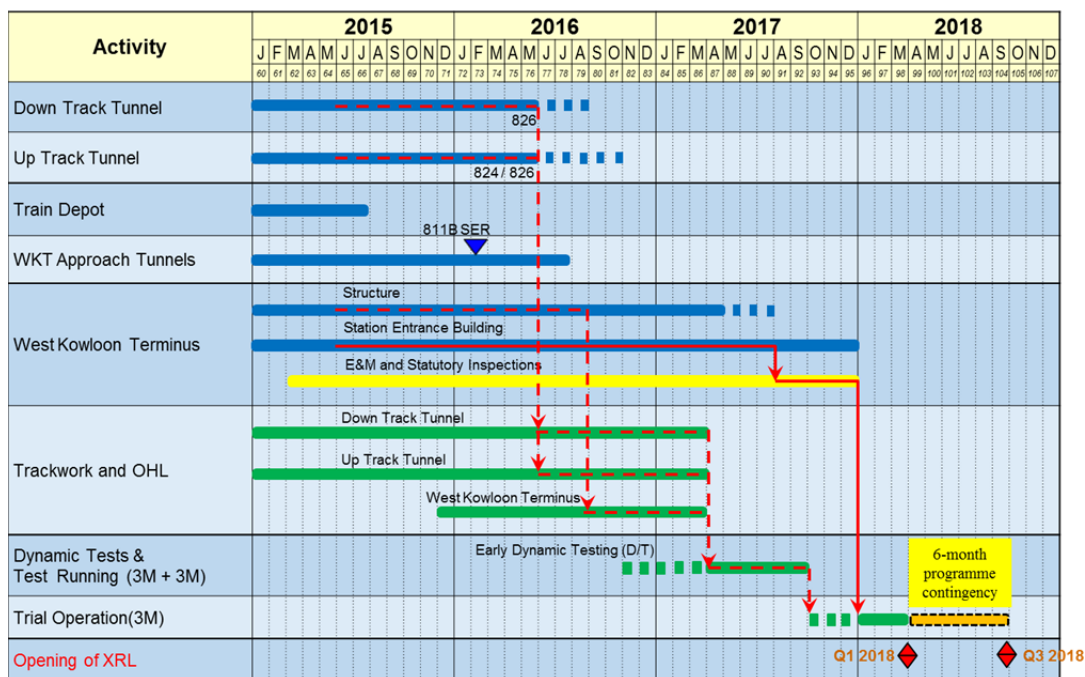 Activity
2015 2016 2017 2018
J F M A M J J A S O N D J F M A M J J A S O N D J F M A M J J A S O N D J F M A M J J A S O N D
60 61 62 63 64 65 66 67 68 69 70 71 72 73 74 75 76 77 78 79 80 81 82 83 84 85 86 87 88 89 90 91 92 93 94 95 96 97 98 99 100 101 102 103 104 105 106 107
Down Track Tunnel
826
Up Track Tunnel
824 / 826
Train Depot
811B SER
WKT Approach Tunnels
Structure
Station Entrance Building
West Kowloon Terminus
E&M and Statutory Inspections
Down Track Tunnel
Up Track Tunnel
Trackwork and OHL
West Kowloon Terminus
Dynamic Tests &
Test Running (3M + 3M)
Early Dynamic Testing (D/T)
6-month
programme
contingency
Trial Operation(3M)
Opening of XRL
Q1 2018
Q3 2018